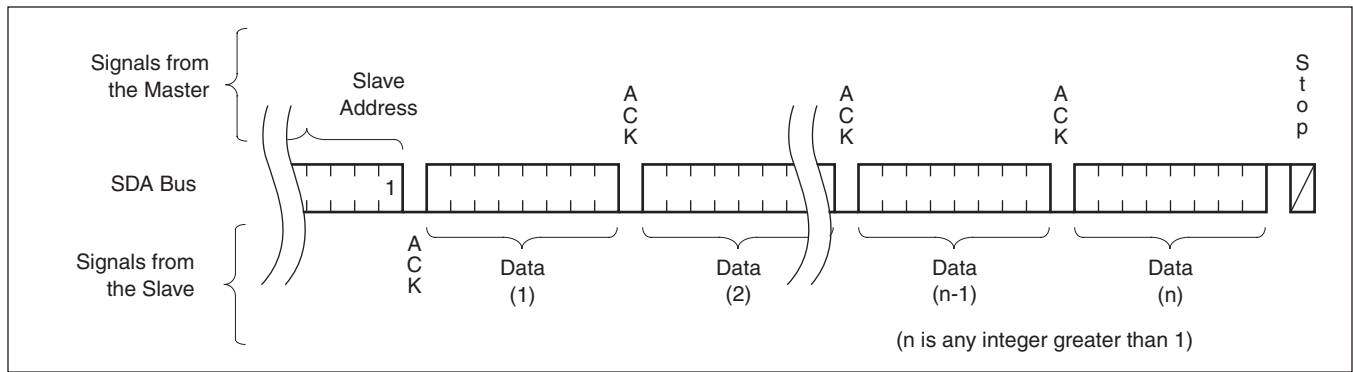 Signals from
the Master
Slave
Address
A
C
K
A
C
K
A
C
K
S
t
o
p
SDA Bus
1
Signals from
the Slave
A
C
K
Data
(1)
Data
(2)
Data
(n-1)
Data
(n)
(n is any integer greater than 1)